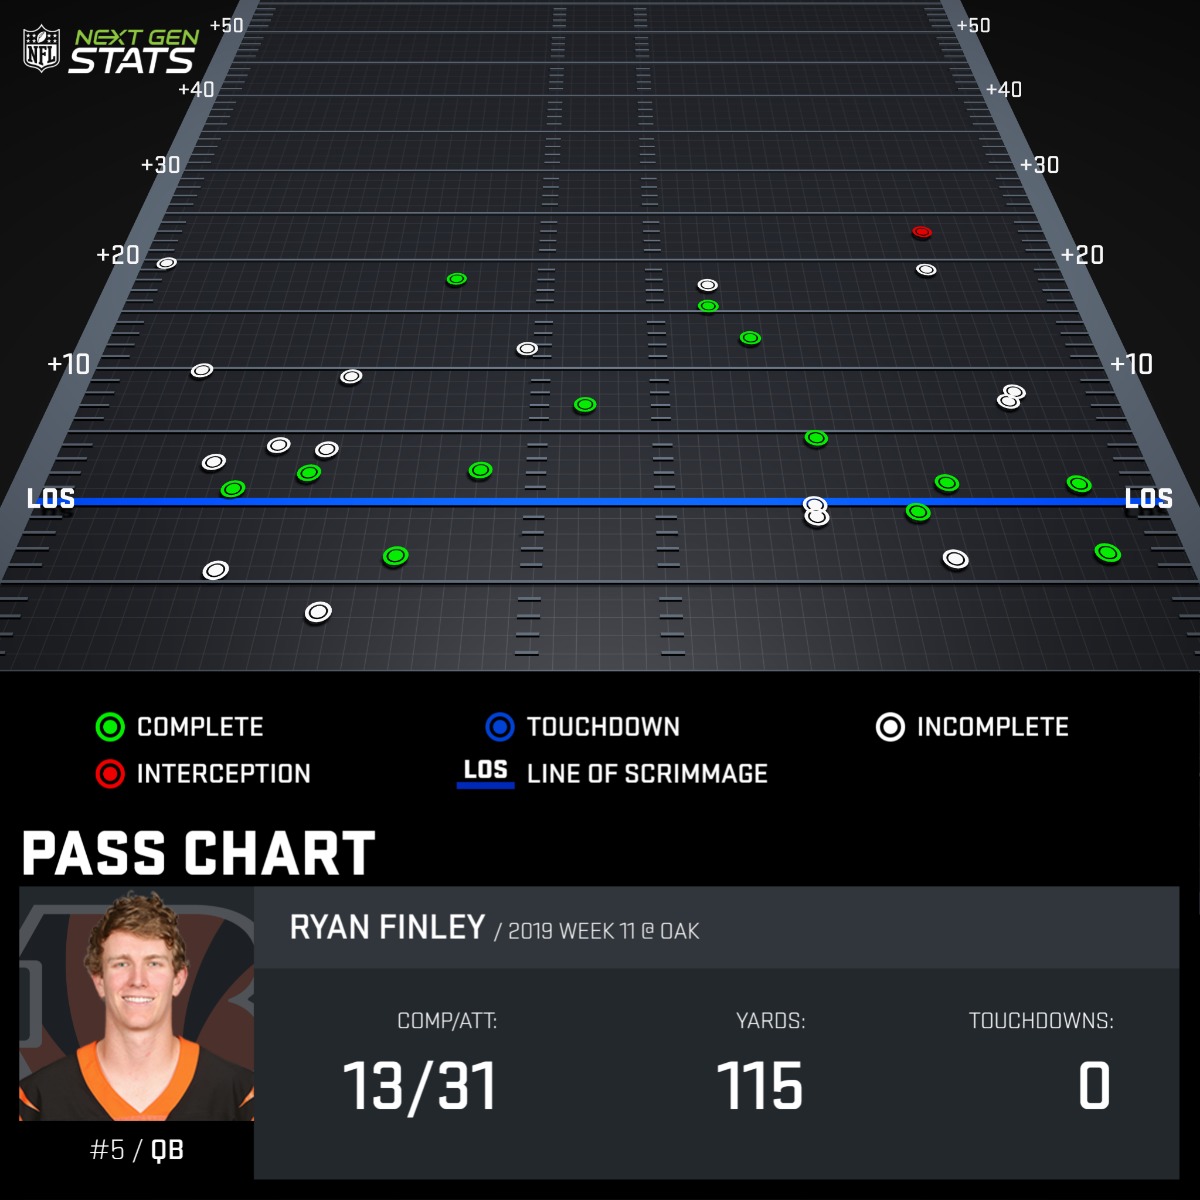 NFL NEXT GEN STATS
+50 +50
+40 +40
+30 +30
+20 +20
+10 +10
LOS LOS
COMPLETE TOUCHDOWN INCOMPLETE
INTERCEPTION LOS LINE OF SCRIMMAGE
PASS CHART
RYAN FINLEY / 2019 WEEK 11 @ OAK
COMP/ATT: YARDS: TOUCHDOWNS:
13/31 115 0
#5 / QB